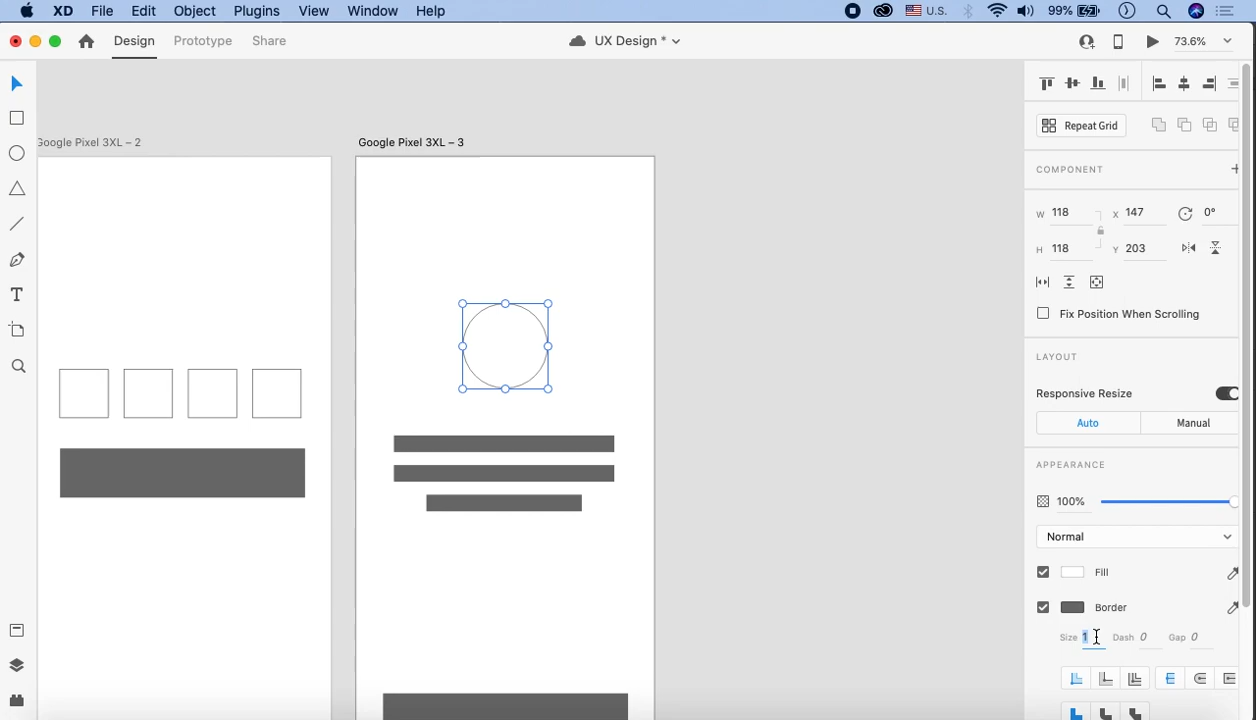 XD File Edit Object Plugins View Window Help U.S. 99%
Design Prototype Share UX Design * 73.6%
Google Pixel 3XL – 2 Google Pixel 3XL – 3
Repeat Grid
COMPONENT
W 118 X 147 0°
H 118 Y 203
Fix Position When Scrolling
LAYOUT
Responsive Resize
Auto Manual
APPEARANCE
100%
Normal
Fill
Border
Size 1 Dash 0 Gap 0